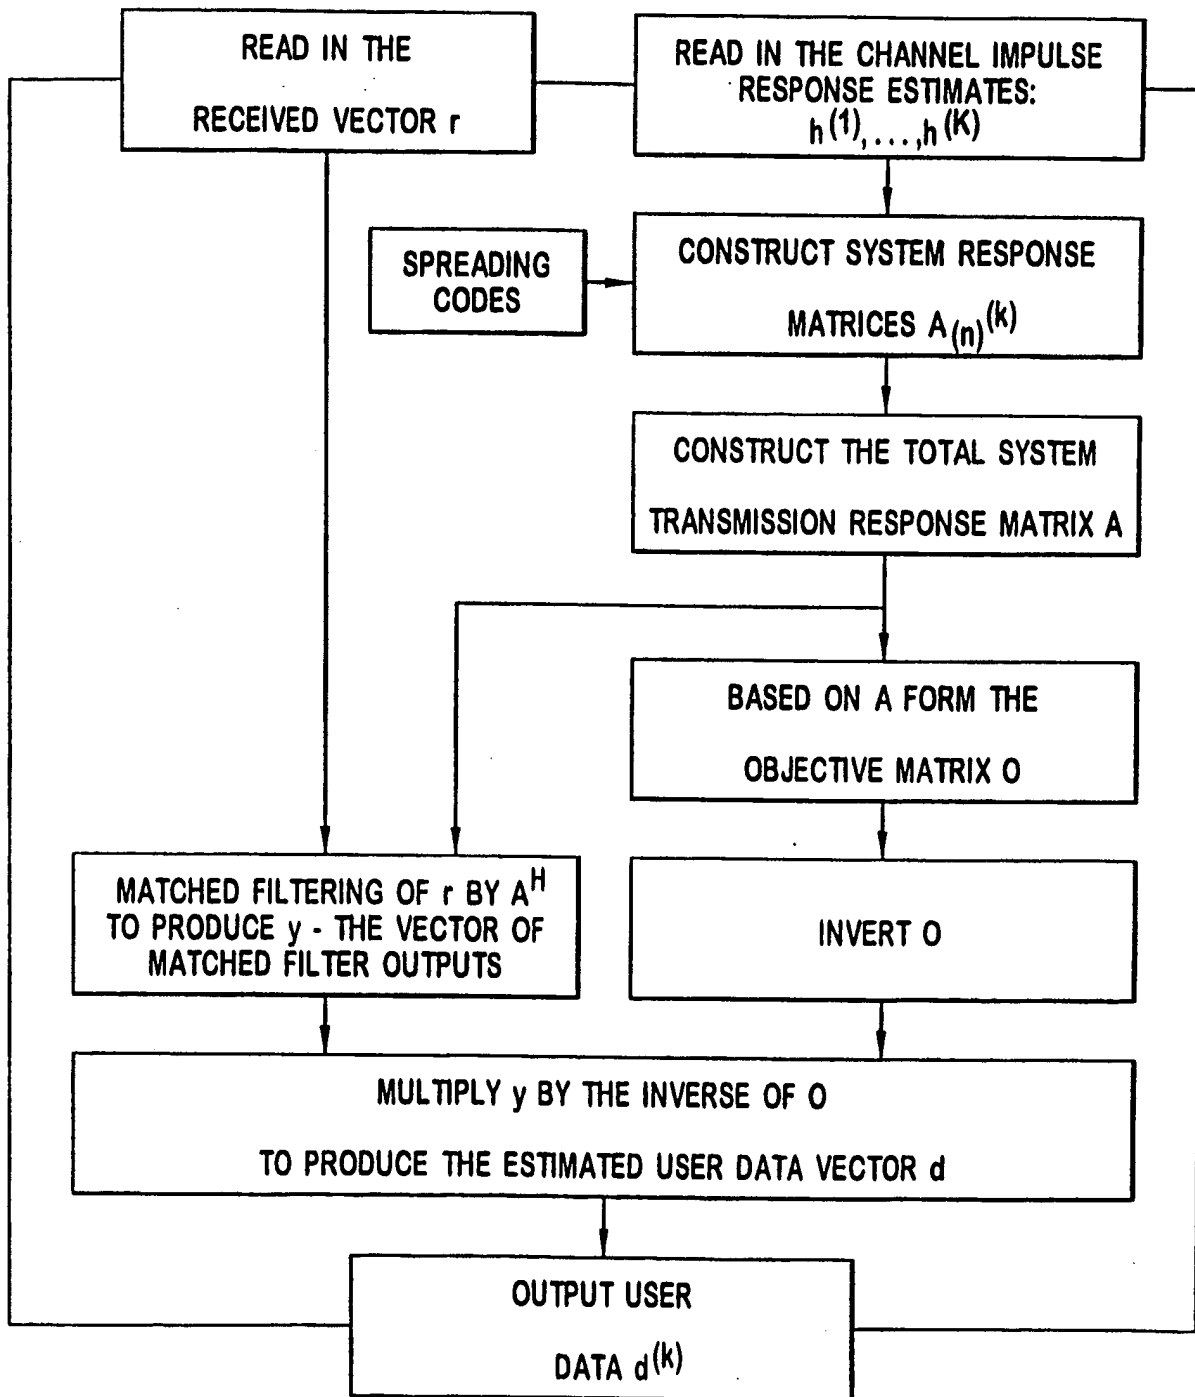 READ IN THE
RECEIVED VECTOR r
READ IN THE CHANNEL IMPULSE
RESPONSE ESTIMATES:
h(1),...,h(K)
SPREADING
CODES
CONSTRUCT SYSTEM RESPONSE
MATRICES A(n)(k)
CONSTRUCT THE TOTAL SYSTEM
TRANSMISSION RESPONSE MATRIX A
BASED ON A FORM THE
OBJECTIVE MATRIX O
MATCHED FILTERING OF r BY AH
TO PRODUCE y - THE VECTOR OF
MATCHED FILTER OUTPUTS
INVERT O
MULTIPLY y BY THE INVERSE OF O
TO PRODUCE THE ESTIMATED USER DATA VECTOR d
OUTPUT USER
DATA d(k)